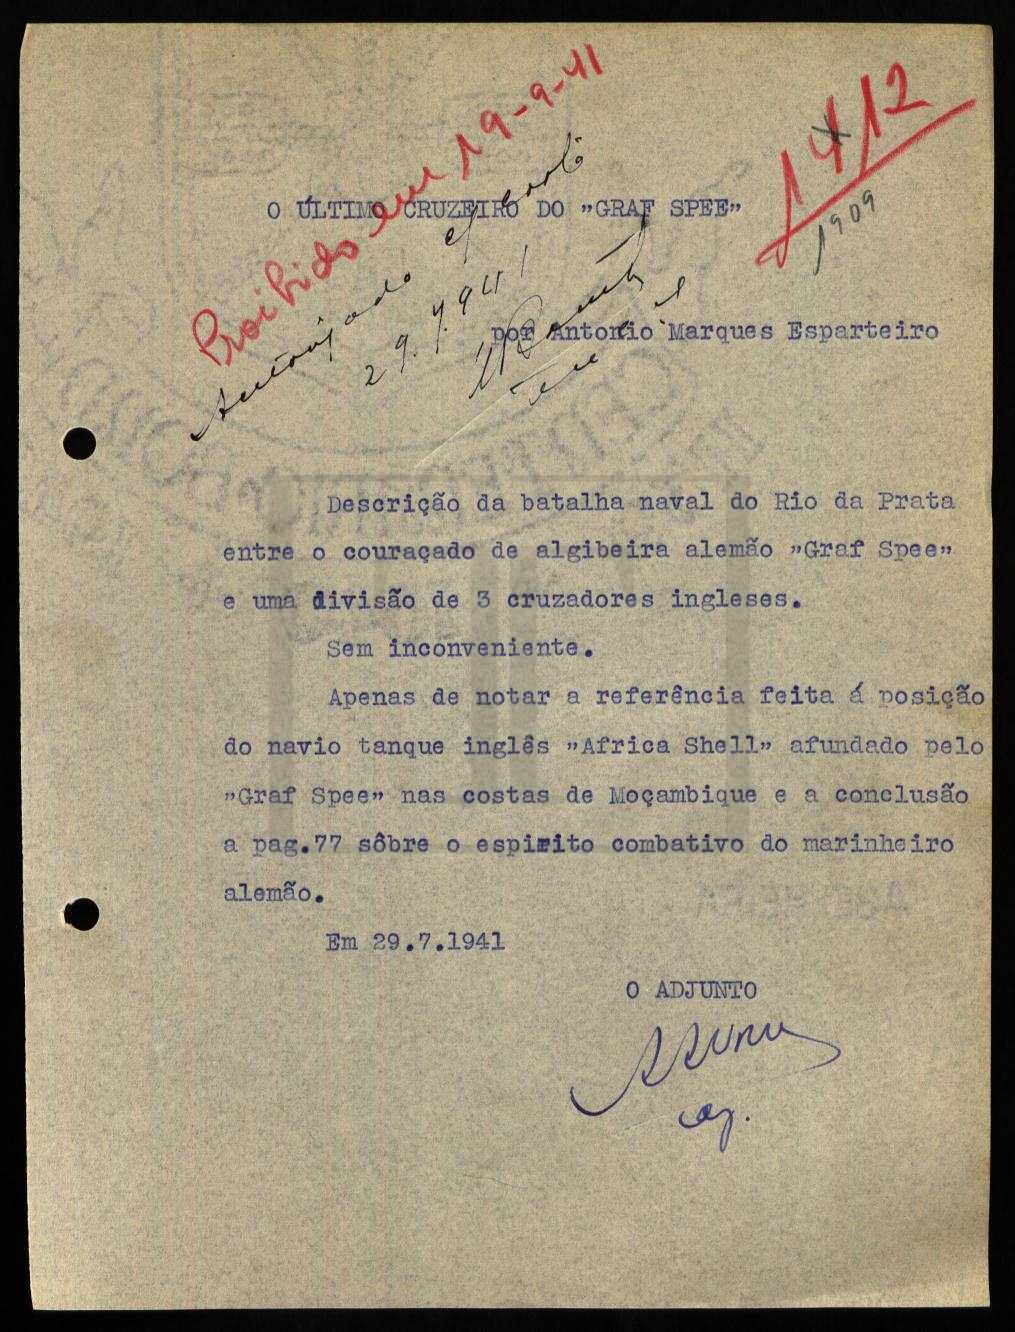 Proibido em 19-9-41
1412
1909
O ÚLTIMO CRUZEIRO DO "GRAF SPEE"
Autorizado c/ corte
29.7.941
por Antonio Marques Esparteiro
Descrição da batalha naval do Rio da Prata
entre o couraçado de algibeira alemão "Graf Spee"
e uma divisão de 3 cruzadores ingleses.
Sem inconveniente.
Apenas de notar a referência feita á posição
do navio tanque inglês "Africa Shell" afundado pelo
"Graf Spee" nas costas de Moçambique e a conclusão
a pag.77 sôbre o espirito combativo do marinheiro
alemão.
Em 29.7.1941
O ADJUNTO